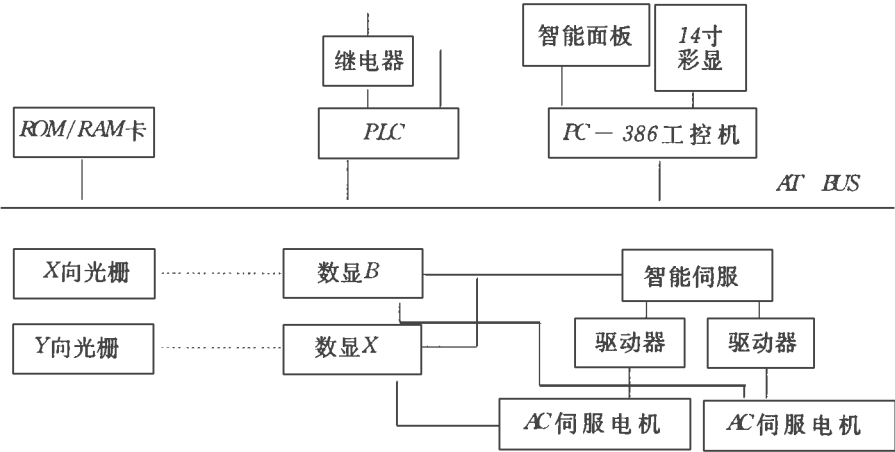 智能面板
14寸
彩显
继电器
ROM/RAM卡
PLC
PC-386工控机
AT BUS
X向光栅
数显B
智能伺服
Y向光栅
数显X
驱动器
驱动器
AC伺服电机
AC伺服电机